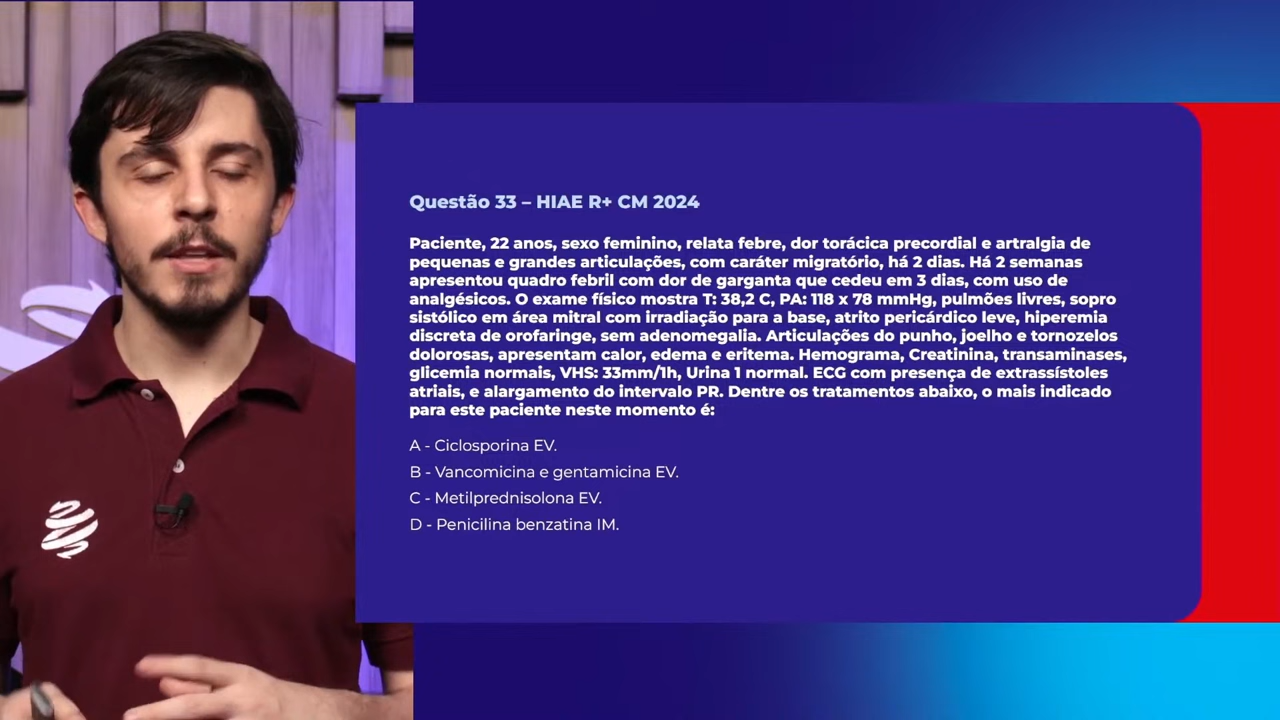 Questão 33 – HIAE R+ CM 2024
Paciente, 22 anos, sexo feminino, relata febre, dor torácica precordial e artralgia de
pequenas e grandes articulações, com caráter migratório, há 2 dias. Há 2 semanas
apresentou quadro febril com dor de garganta que cedeu em 3 dias, com uso de
analgésicos. O exame físico mostra T: 38,2 C, PA: 118 x 78 mmHg, pulmões livres, sopro
sistólico em área mitral com irradiação para a base, atrito pericárdico leve, hiperemia
discreta de orofaringe, sem adenomegalia. Articulações do punho, joelho e tornozelos
dolorosas, apresentam calor, edema e eritema. Hemograma, Creatinina, transaminases,
glicemia normais, VHS: 33mm/1h, Urina 1 normal. ECG com presença de extrassístoles
atriais, e alargamento do intervalo PR. Dentre os tratamentos abaixo, o mais indicado
para este paciente neste momento é:
A - Ciclosporina EV.
B - Vancomicina e gentamicina EV.
C - Metilprednisolona EV.
D - Penicilina benzatina IM.